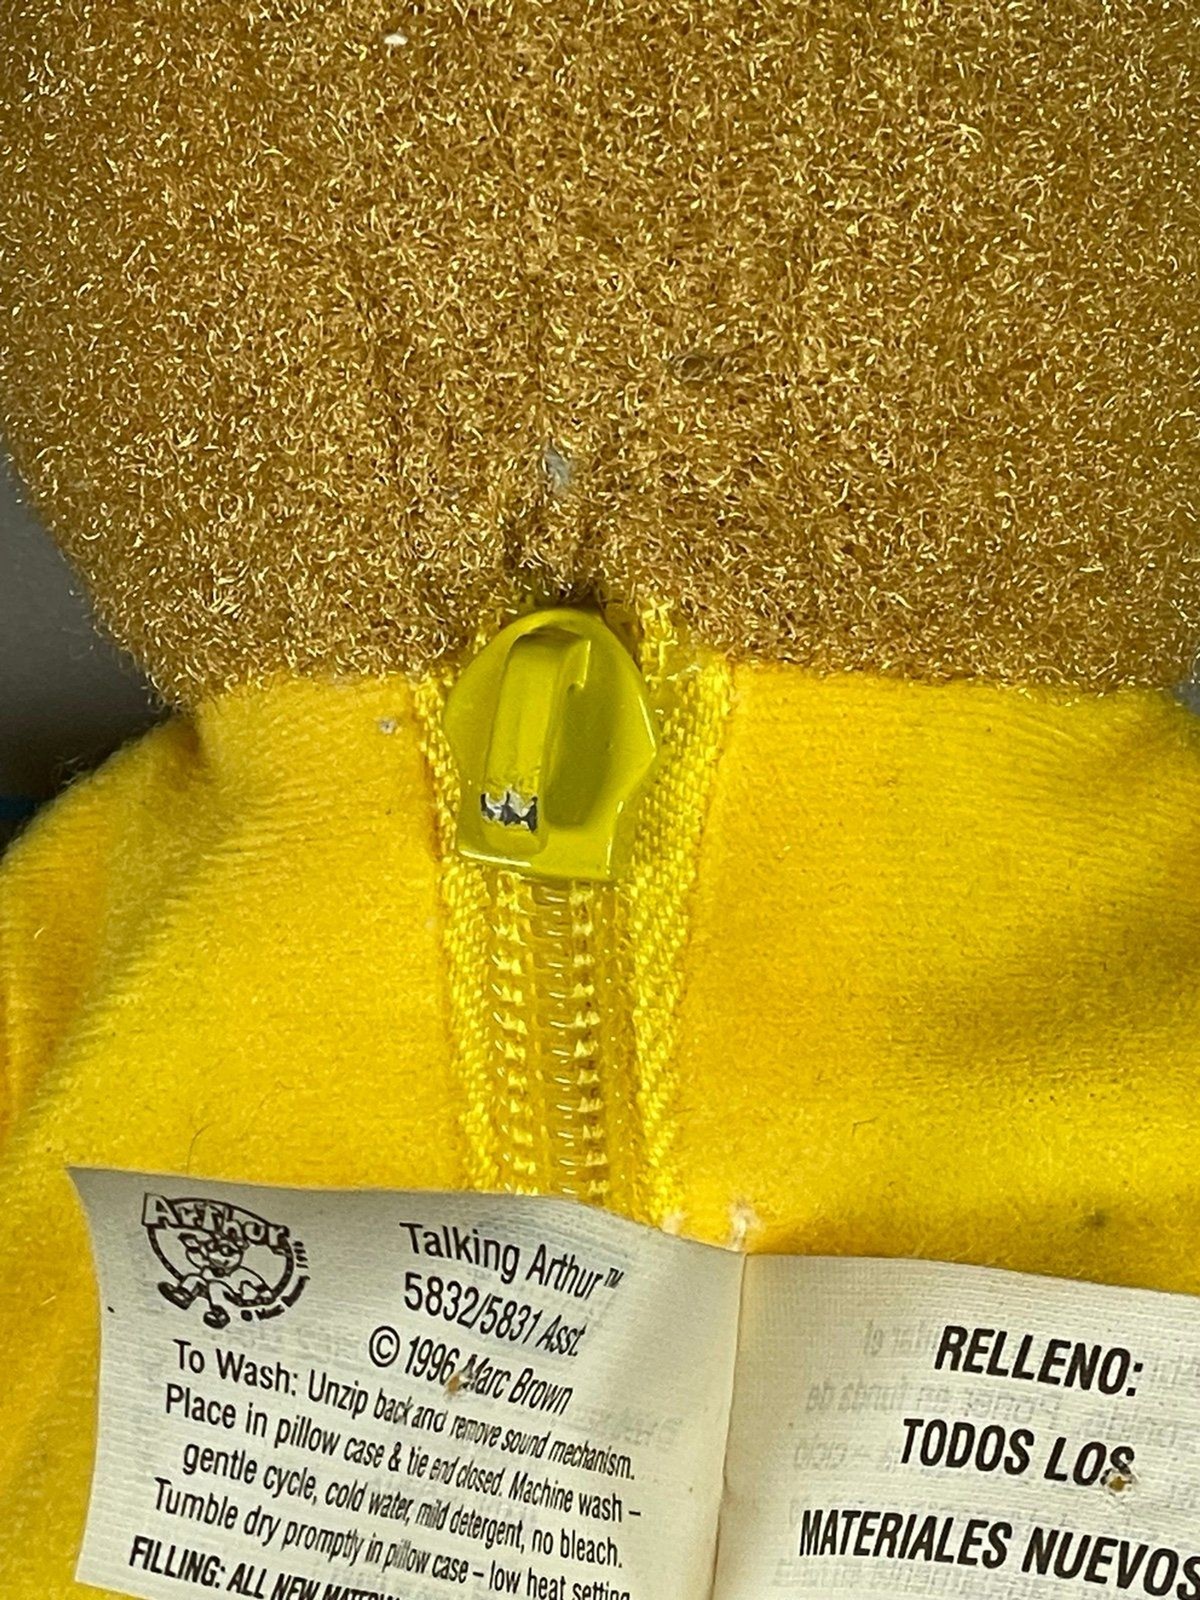 ARTHUR
Talking Arthur™
5832/5831 Asst.
© 1996 Marc Brown
To Wash: Unzip back and remove sound mechanism.
Place in pillow case & tie end closed. Machine wash –
gentle cycle, cold water, mild detergent, no bleach.
Tumble dry promptly in pillow case – low heat setting
FILLING: ALL NEW
RELLENO:
TODOS LOS
MATERIALES NUEVOS